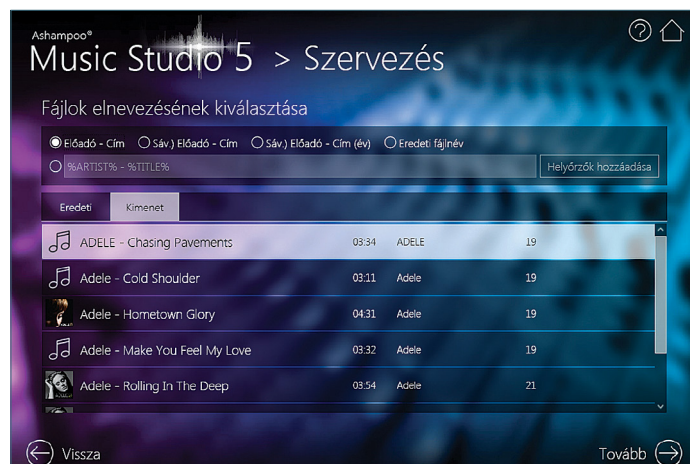 Ashampoo®
Music Studio 5 > Szervezés
Fájlok elnevezésének kiválasztása
Előadó - Cím Sáv.) Előadó - Cím Sáv.) Előadó - Cím (év) Eredeti fájlnév
%ARTIST% - %TITLE% Helyőrzők hozzáadása
Eredeti Kimenet
ADELE - Chasing Pavements 03:34 ADELE 19
Adele - Cold Shoulder 03:11 Adele 19
Adele - Hometown Glory 04:31 Adele 19
Adele - Make You Feel My Love 03:32 Adele 19
Adele - Rolling In The Deep 03:54 Adele 21
Vissza Tovább